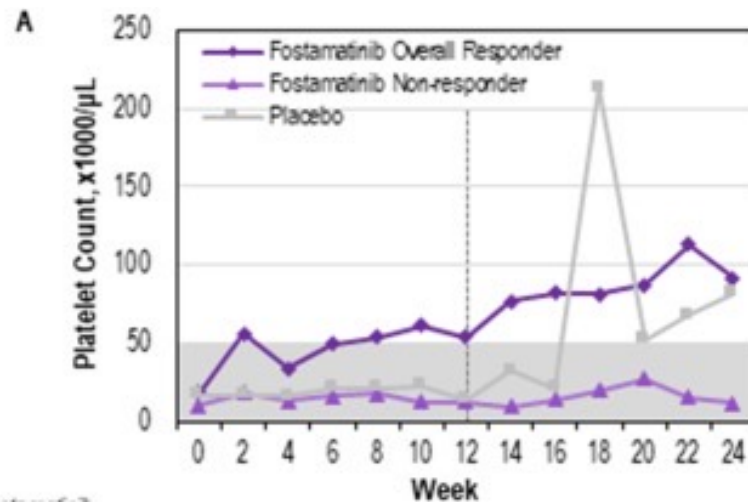 A
250
200
150
100
50
0
Platelet Count, x1000/µL
Fostamatinib Overall Responder
Fostamatinib Non-responder
Placebo
0 2 4 6 8 10 12 14 16 18 20 22 24
Week